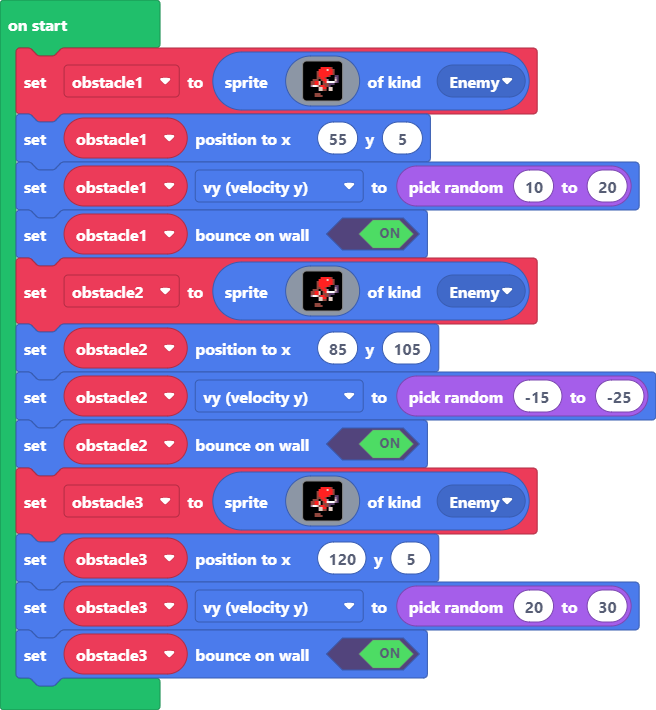 on start
set obstacle1 to sprite of kind Enemy
set obstacle1 position to x 55 y 5
set obstacle1 vy (velocity y) to pick random 10 to 20
set obstacle1 bounce on wall ON
set obstacle2 to sprite of kind Enemy
set obstacle2 position to x 85 y 105
set obstacle2 vy (velocity y) to pick random -15 to -25
set obstacle2 bounce on wall ON
set obstacle3 to sprite of kind Enemy
set obstacle3 position to x 120 y 5
set obstacle3 vy (velocity y) to pick random 20 to 30
set obstacle3 bounce on wall ON